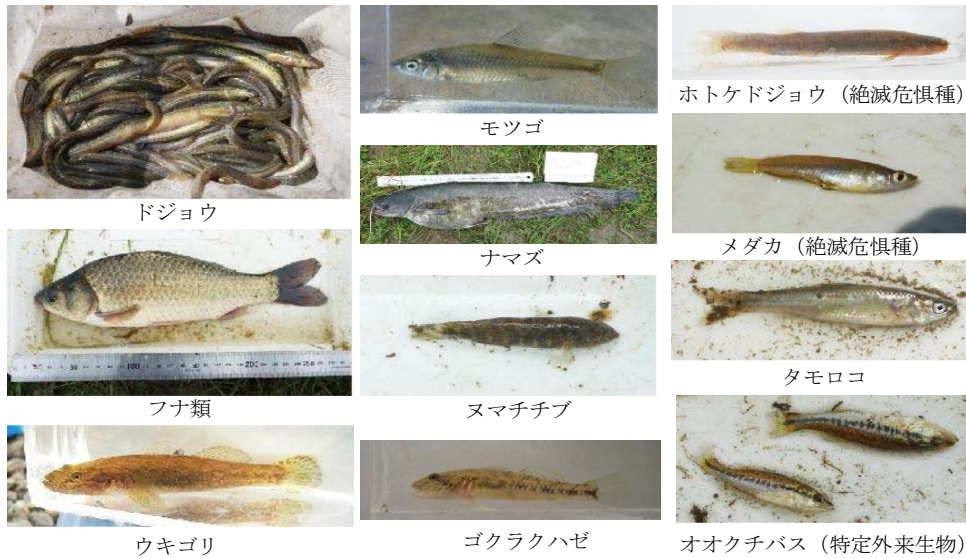 ドジョウ
フナ類
ウキゴリ
モツゴ
ナマズ
ヌマチチブ
ゴクラクハゼ
ホトケドジョウ（絶滅危惧種）
メダカ（絶滅危惧種）
タモロコ
オオクチバス（特定外来生物）